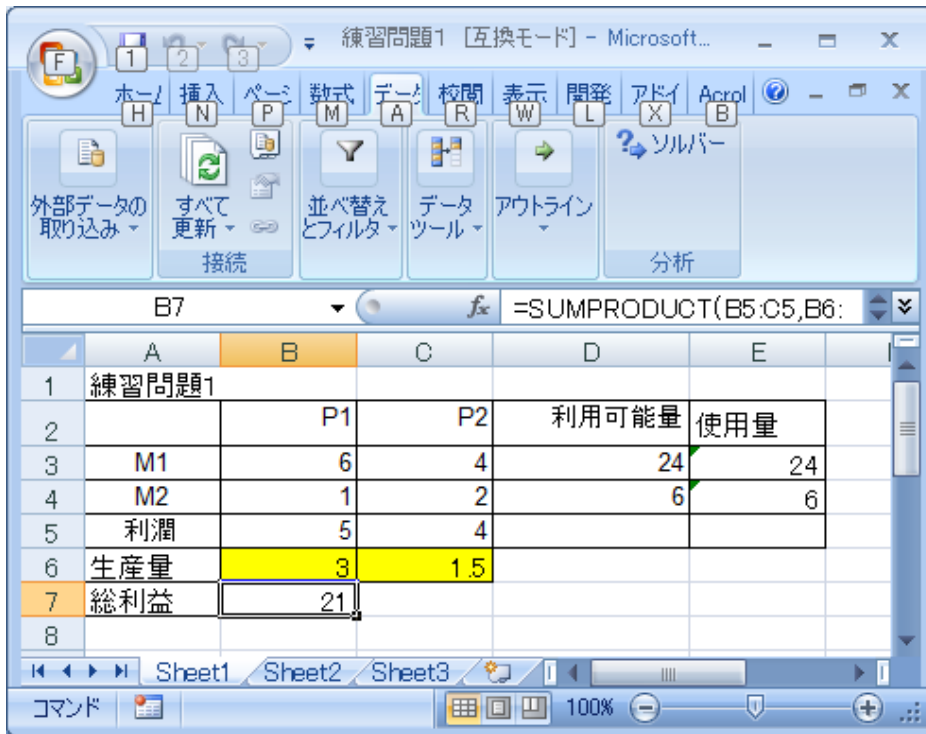 練習問題1 [互換モード] - Microsoft...
F 1 2 3
ホーム 挿入 ページ 数式 データ 校閲 表示 開発 アドイ Acrol
H N P M A R W L X B
外部データの取り込み すべて更新 並べ替えとフィルタ データツール アウトライン ソルバー
接続 分析
B7 fx =SUMPRODUCT(B5:C5,B6:
A B C D E
1 練習問題1
2 P1 P2 利用可能量 使用量
3 M1 6 4 24 24
4 M2 1 2 6 6
5 利潤 5 4
6 生産量 3 1.5
7 総利益 21
8
Sheet1 Sheet2 Sheet3
コマンド 100%